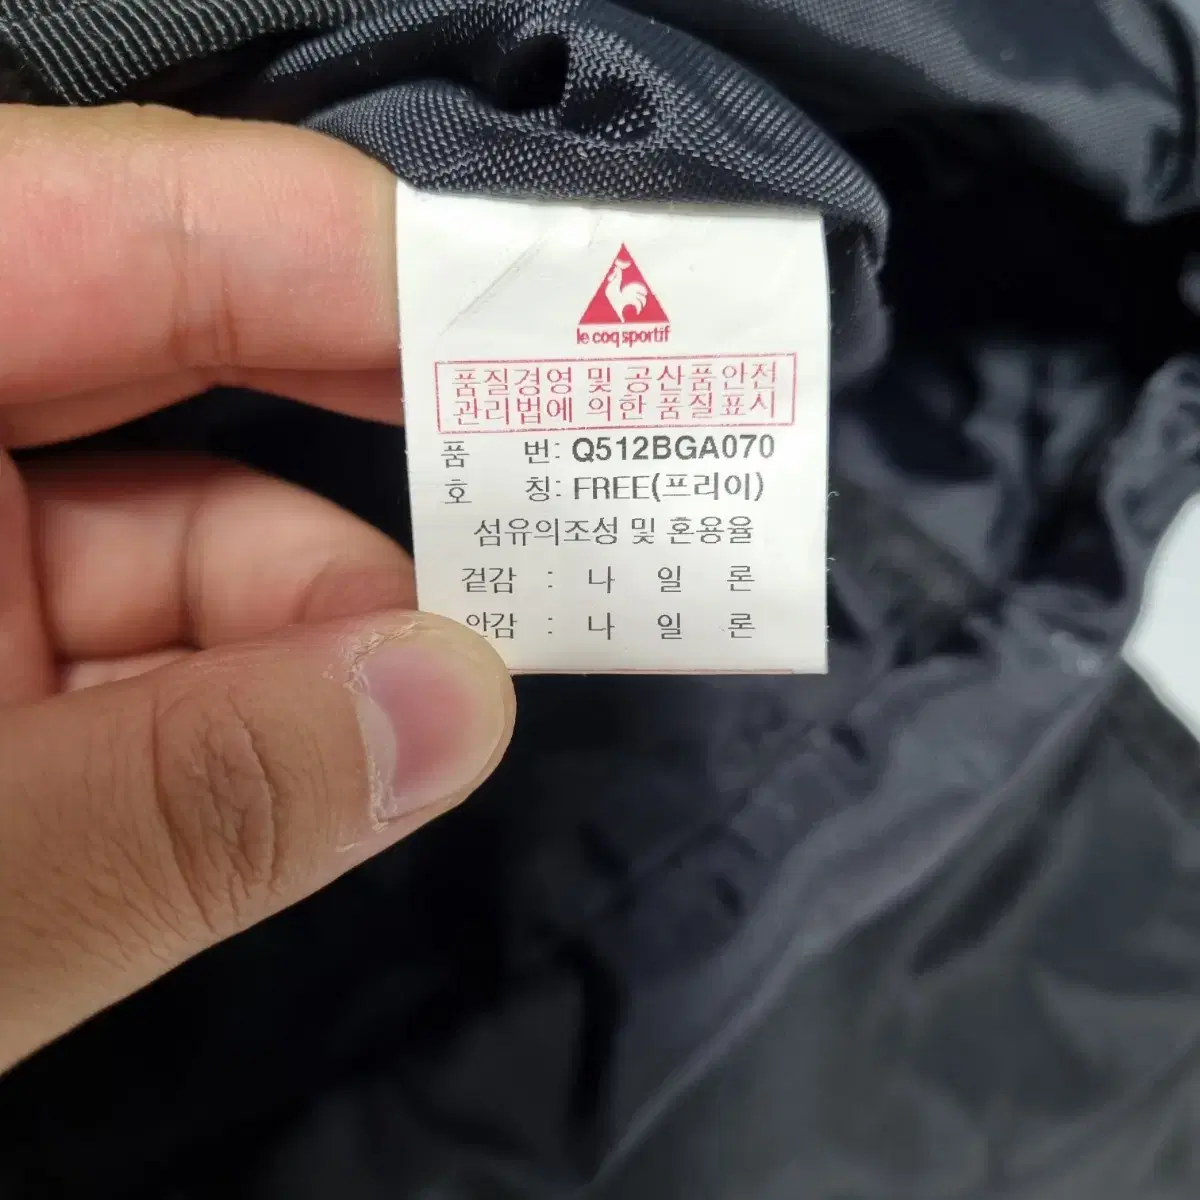 le coq sportif
품질경영 및 공산품안전
관리법에 의한 품질표시
품 번: Q512BGA070
호 칭: FREE(프리이)
섬유의조성 및 혼용율
겉감 : 나 일 론
안감 : 나 일 론